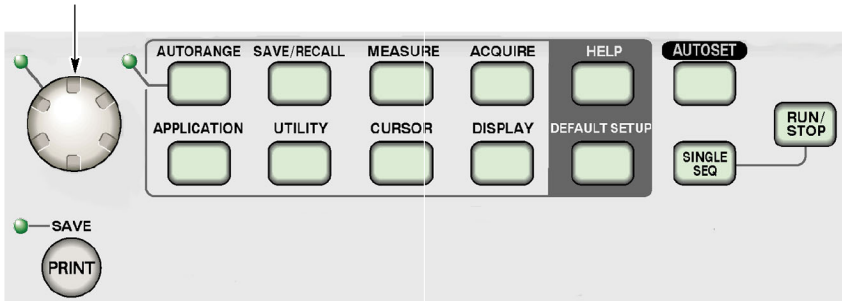 AUTORANGE SAVE/RECALL MEASURE ACQUIRE HELP AUTOSET
APPLICATION UTILITY CURSOR DISPLAY DEFAULT SETUP
RUN/
STOP
SINGLE
SEQ
SAVE
PRINT